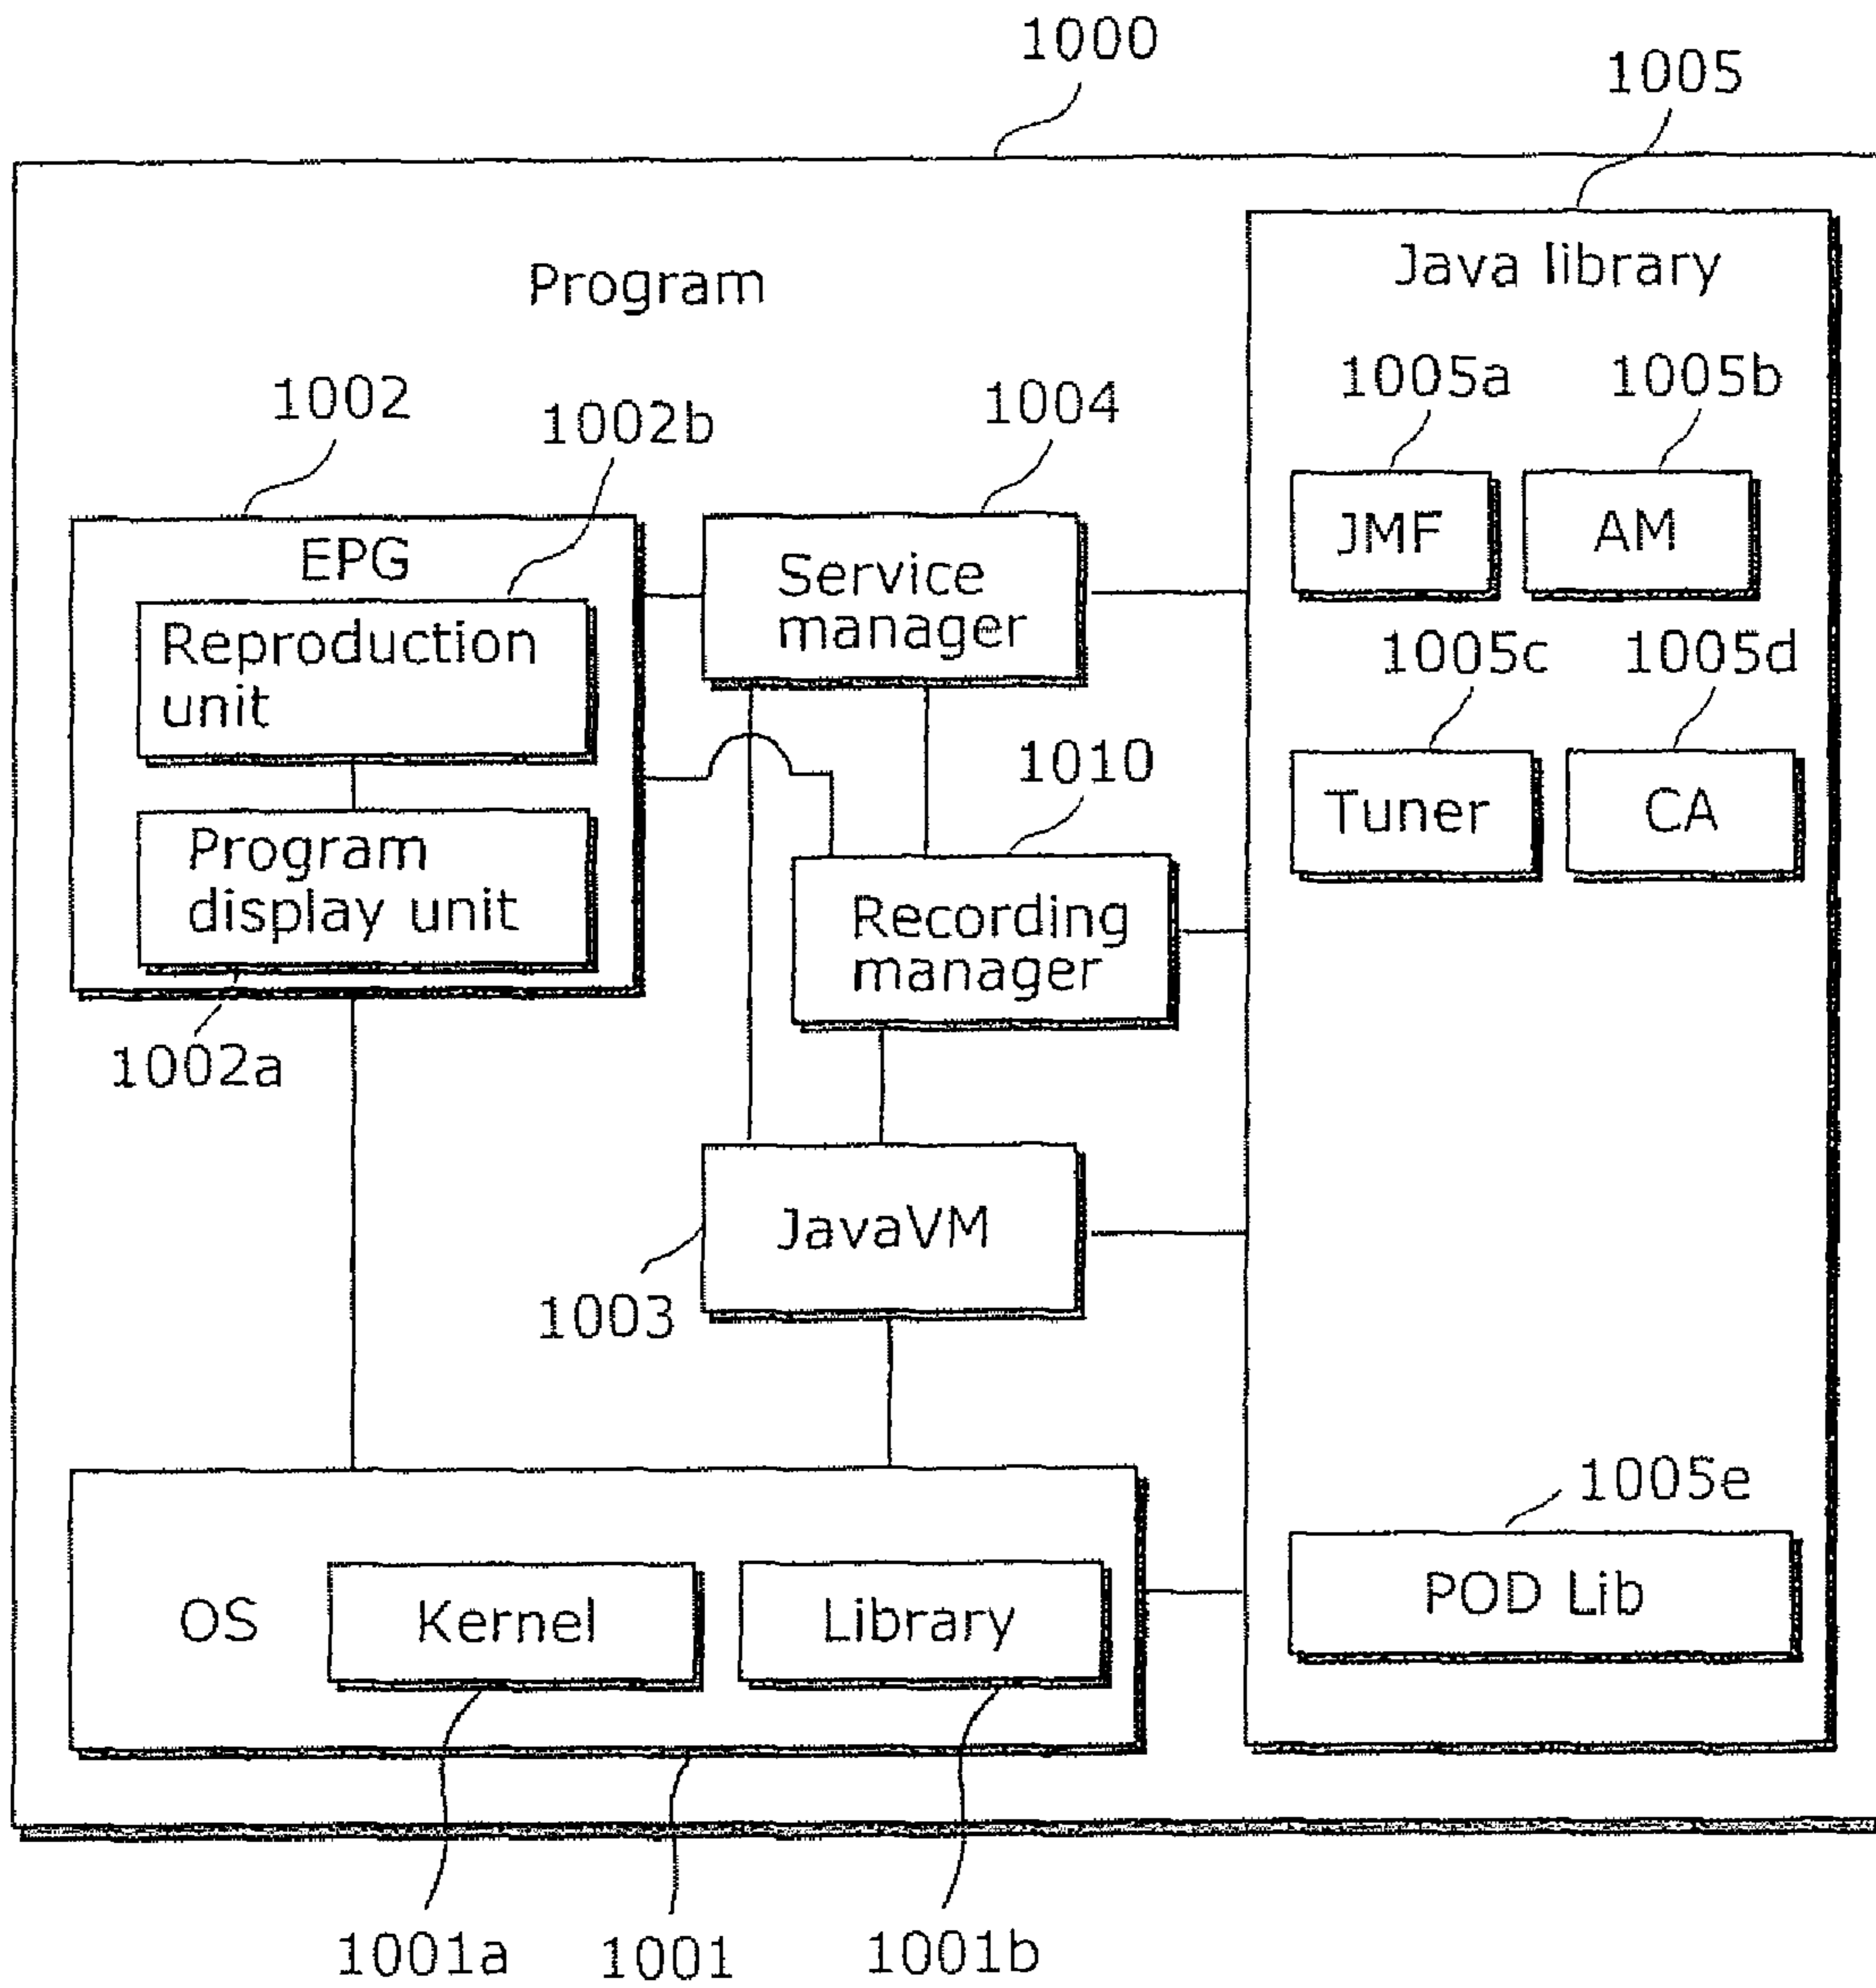 1000
1005
Program
Java library
1002
1002b
1004
1005a
1005b
EPG
Reproduction
unit
Service
manager
JMF
AM
1005c
1005d
1010
Program
display unit
Tuner
CA
Recording
manager
1002a
JavaVM
1003
1005e
OS
Kernel
Library
POD Lib
1001a
1001
1001b